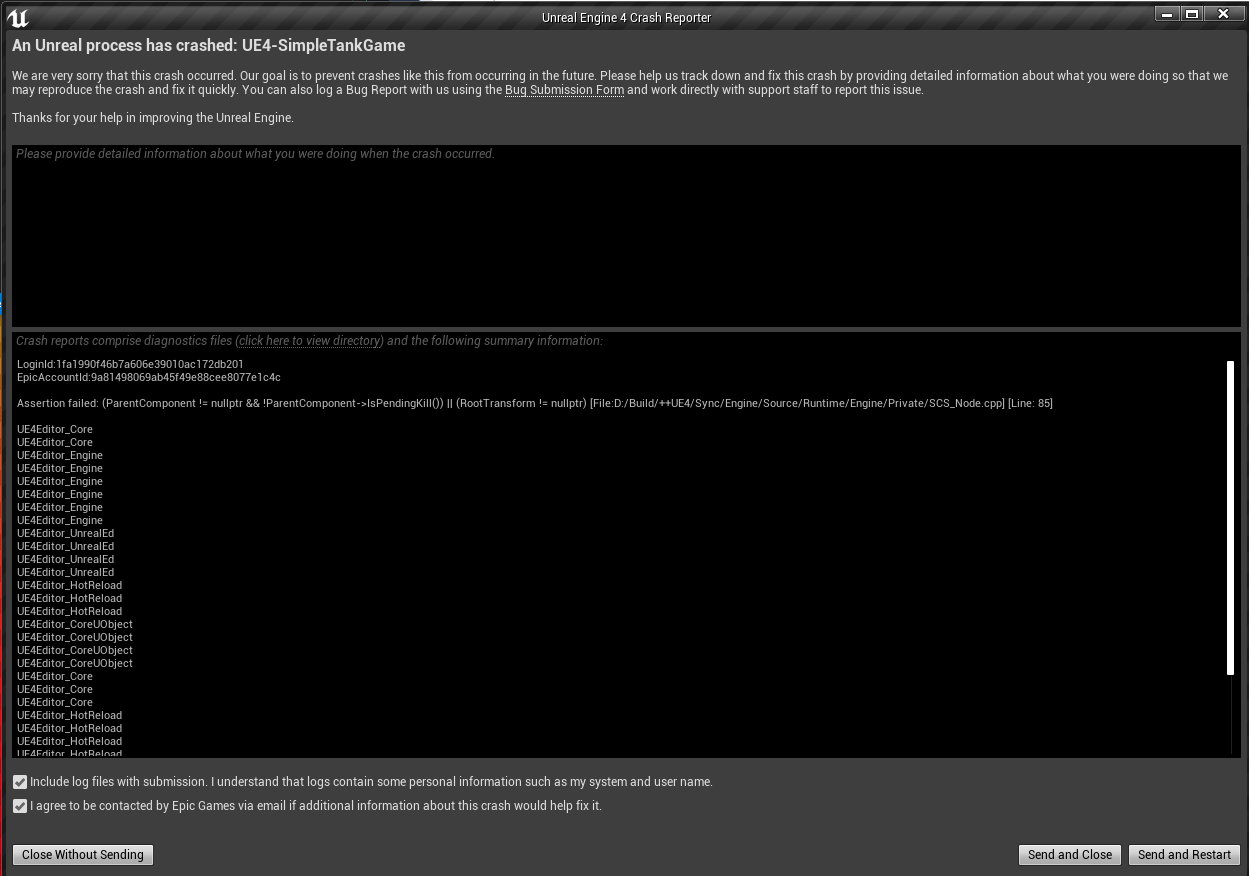 Unreal Engine 4 Crash Reporter
An Unreal process has crashed: UE4-SimpleTankGame
We are very sorry that this crash occurred. Our goal is to prevent crashes like this from occurring in the future. Please help us track down and fix this crash by providing detailed information about what you were doing so that we
may reproduce the crash and fix it quickly. You can also log a Bug Report with us using the Bug Submission Form and work directly with support staff to report this issue.
Thanks for your help in improving the Unreal Engine.
Please provide detailed information about what you were doing when the crash occurred.
Crash reports comprise diagnostics files (click here to view directory) and the following summary information:
LoginId:1fa1990f46b7a606e39010ac172db201
EpicAccountId:9a81498069ab45f49e88cee8077e1c4c
Assertion failed: (ParentComponent != nullptr && !ParentComponent->IsPendingKill()) || (RootTransform != nullptr) [File:D:/Build/++UE4/Sync/Engine/Source/Runtime/Engine/Private/SCS_Node.cpp] [Line: 85]
UE4Editor_Core
UE4Editor_Core
UE4Editor_Engine
UE4Editor_Engine
UE4Editor_Engine
UE4Editor_Engine
UE4Editor_Engine
UE4Editor_Engine
UE4Editor_UnrealEd
UE4Editor_UnrealEd
UE4Editor_UnrealEd
UE4Editor_UnrealEd
UE4Editor_HotReload
UE4Editor_HotReload
UE4Editor_HotReload
UE4Editor_CoreUObject
UE4Editor_CoreUObject
UE4Editor_CoreUObject
UE4Editor_CoreUObject
UE4Editor_Core
UE4Editor_Core
UE4Editor_Core
UE4Editor_HotReload
UE4Editor_HotReload
UE4Editor_HotReload
UE4Editor_HotReload
Include log files with submission. I understand that logs contain some personal information such as my system and user name.
I agree to be contacted by Epic Games via email if additional information about this crash would help fix it.
Close Without Sending
Send and Close
Send and Restart